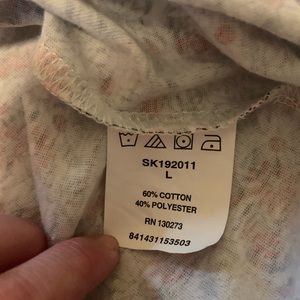 SK192011
L
60% COTTON
40% POLYESTER
RN 130273
841431153503